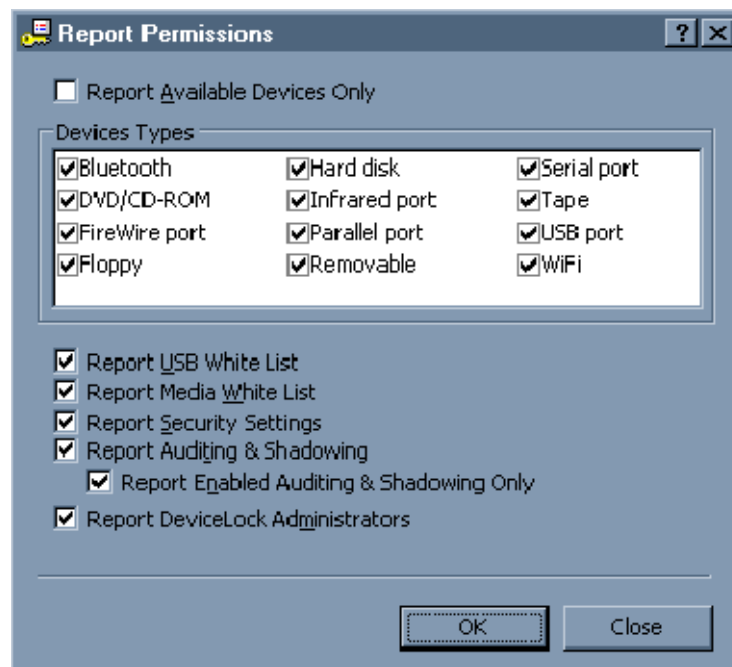 Report Permissions
Report Available Devices Only
Devices Types
Bluetooth Hard disk Serial port
DVD/CD-ROM Infrared port Tape
FireWire port Parallel port USB port
Floppy Removable WiFi
Report USB White List
Report Media White List
Report Security Settings
Report Auditing & Shadowing
Report Enabled Auditing & Shadowing Only
Report DeviceLock Administrators
OK Close